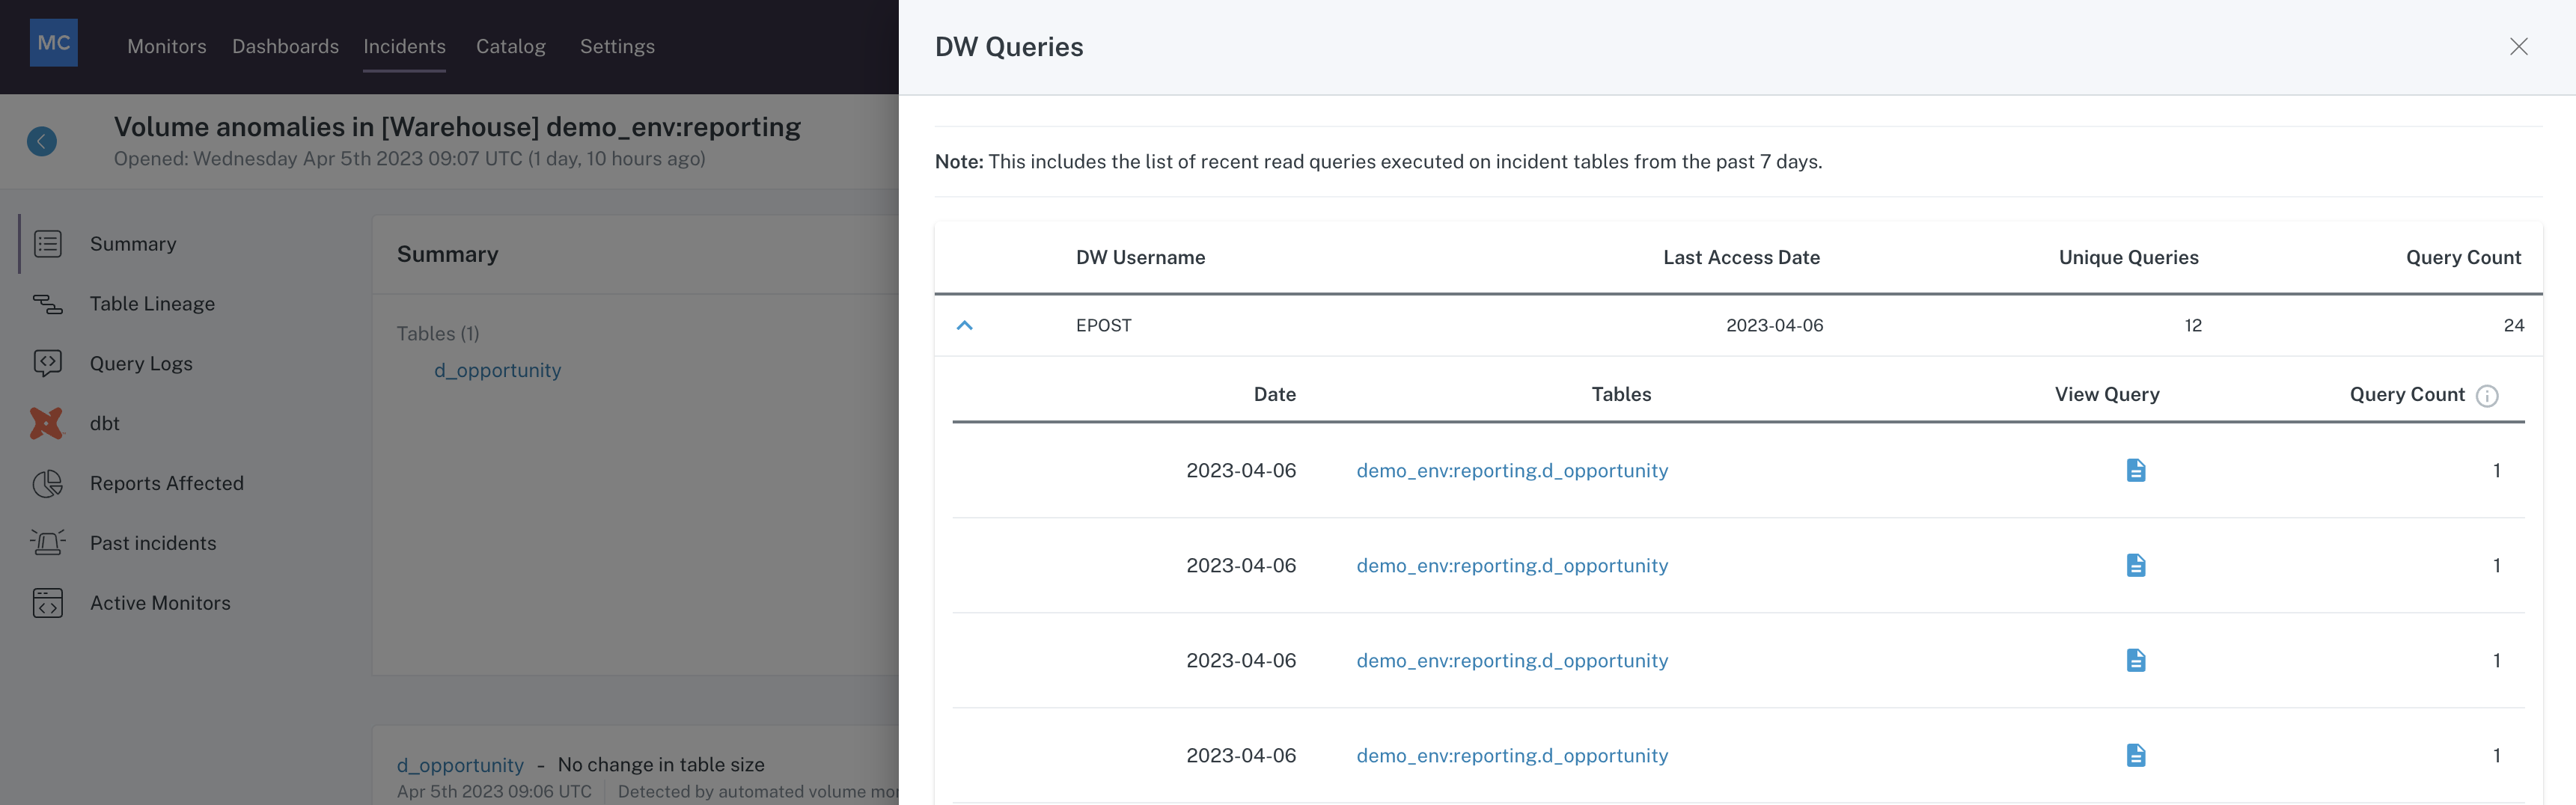 MC
Monitors Dashboards Incidents Catalog Settings
Volume anomalies in [Warehouse] demo_env:reporting
Opened: Wednesday Apr 5th 2023 09:07 UTC (1 day, 10 hours ago)
Summary
Table Lineage
Query Logs
dbt
Reports Affected
Past incidents
Active Monitors
Summary
Tables (1)
d_opportunity
d_opportunity - No change in table size
Apr 5th 2023 09:06 UTC Detected by automated volume mo
DW Queries
Note: This includes the list of recent read queries executed on incident tables from the past 7 days.
DW Username Last Access Date Unique Queries Query Count
EPOST 2023-04-06 12 24
Date Tables View Query Query Count
2023-04-06 demo_env:reporting.d_opportunity 1
2023-04-06 demo_env:reporting.d_opportunity 1
2023-04-06 demo_env:reporting.d_opportunity 1
2023-04-06 demo_env:reporting.d_opportunity 1